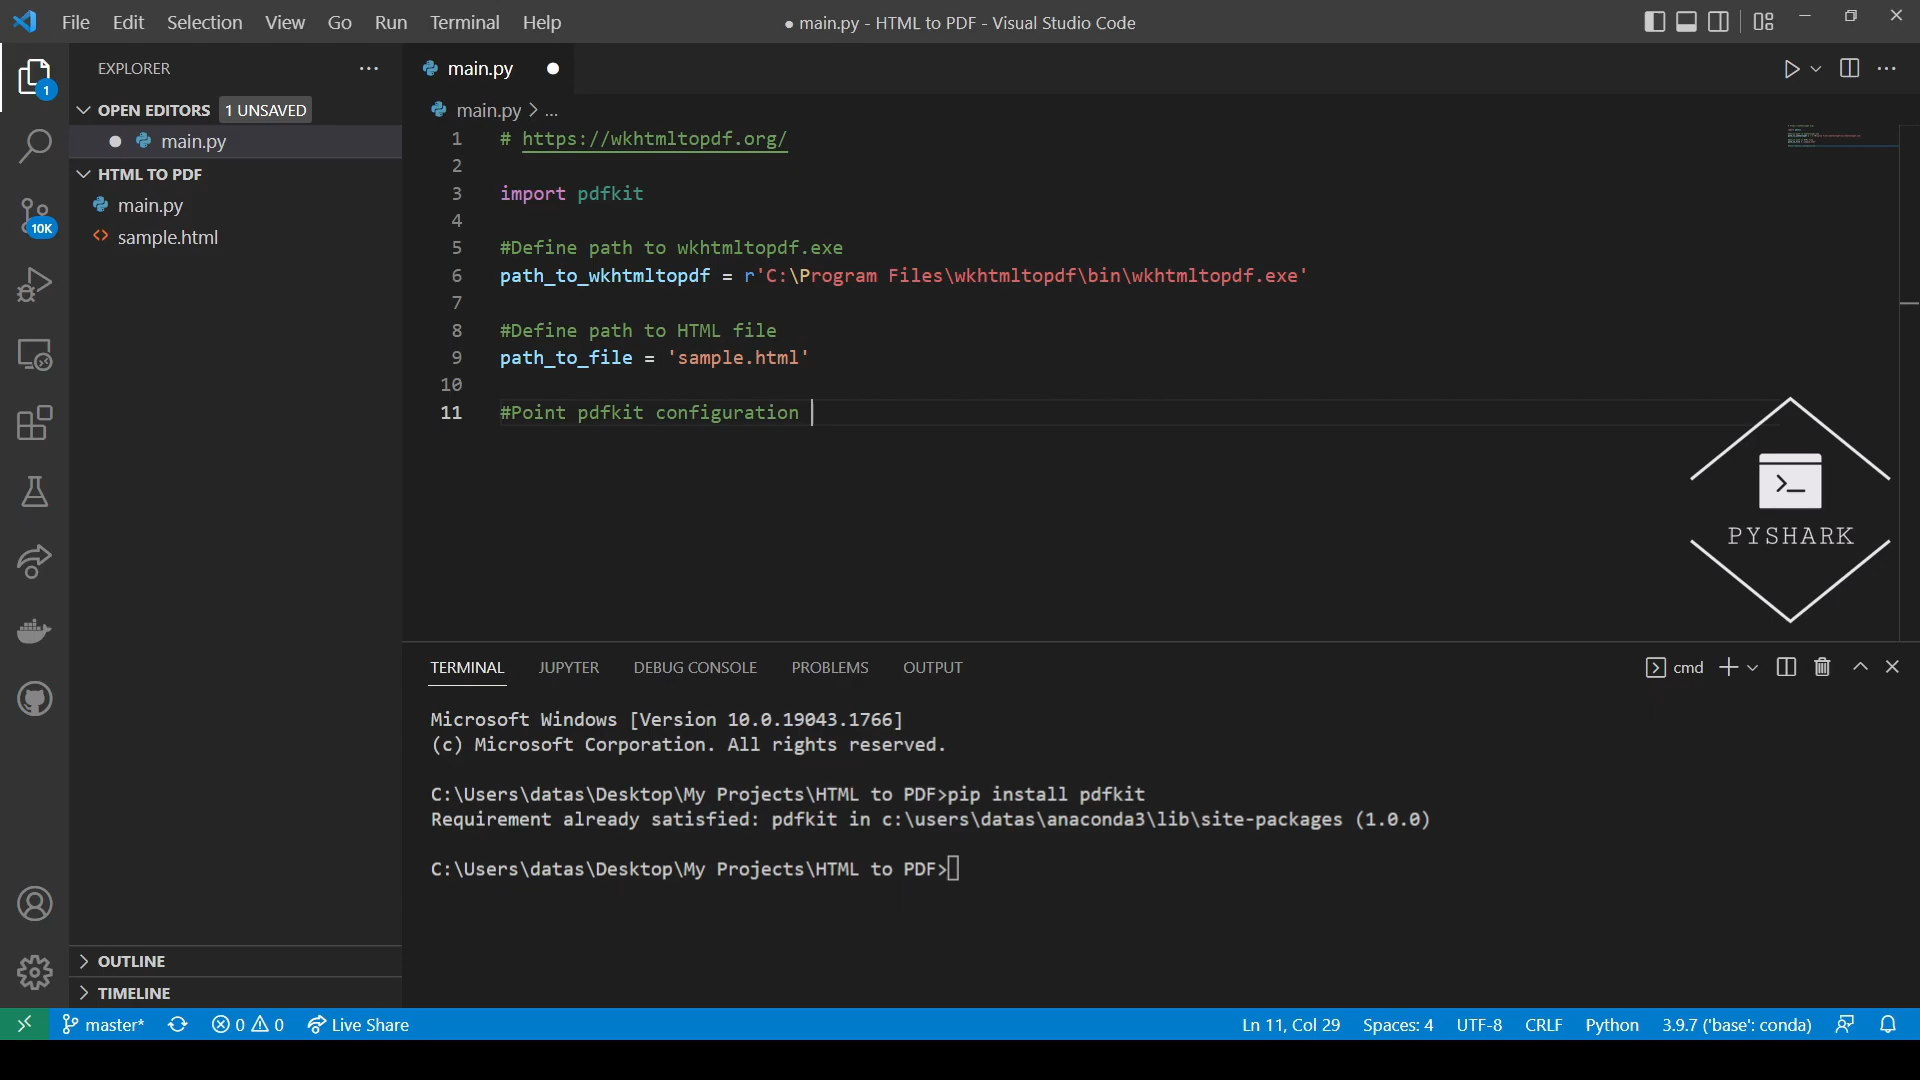 File Edit Selection View Go Run Terminal Help
● main.py - HTML to PDF - Visual Studio Code
EXPLORER
1
OPEN EDITORS 1 UNSAVED
main.py
HTML TO PDF
main.py
sample.html
10K
OUTLINE
TIMELINE
main.py
main.py > ...
1 # https://wkhtmltopdf.org/
2
3 import pdfkit
4
5 #Define path to wkhtmltopdf.exe
6 path_to_wkhtmltopdf = r'C:\Program Files\wkhtmltopdf\bin\wkhtmltopdf.exe'
7
8 #Define path to HTML file
9 path_to_file = 'sample.html'
10
11 #Point pdfkit configuration
PYSHARK
TERMINAL JUPYTER DEBUG CONSOLE PROBLEMS OUTPUT
cmd
Microsoft Windows [Version 10.0.19043.1766]
(c) Microsoft Corporation. All rights reserved.
C:\Users\datas\Desktop\My Projects\HTML to PDF>pip install pdfkit
Requirement already satisfied: pdfkit in c:\users\datas\anaconda3\lib\site-packages (1.0.0)
C:\Users\datas\Desktop\My Projects\HTML to PDF>
master* 0 0 Live Share
Ln 11, Col 29 Spaces: 4 UTF-8 CRLF Python 3.9.7 ('base': conda)